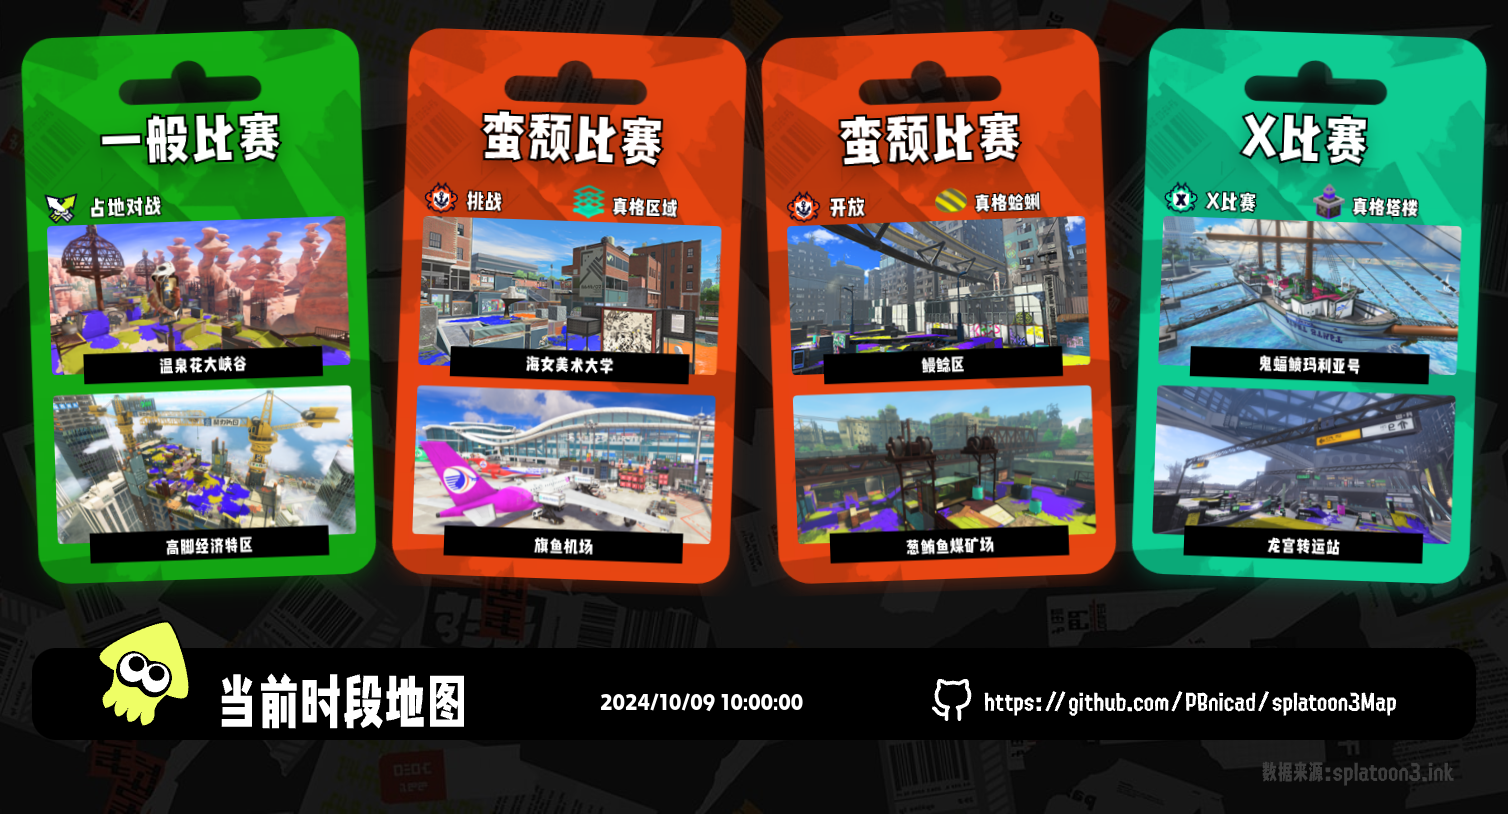 一般比赛
占地对战
温泉花大峡谷
高脚经济特区
蛮颓比赛
挑战
真格区域
海女美术大学
旗鱼机场
蛮颓比赛
开放
真格蛤蜊
鳗鲶区
葱鲔鱼煤矿场
X比赛
X比赛
真格塔楼
鬼蝠鲼玛利亚号
龙宫转运站
当前时段地图
2024/10/09 10:00:00
https://github.com/PBnicad/splatoon3Map
数据来源:splatoon3.ink